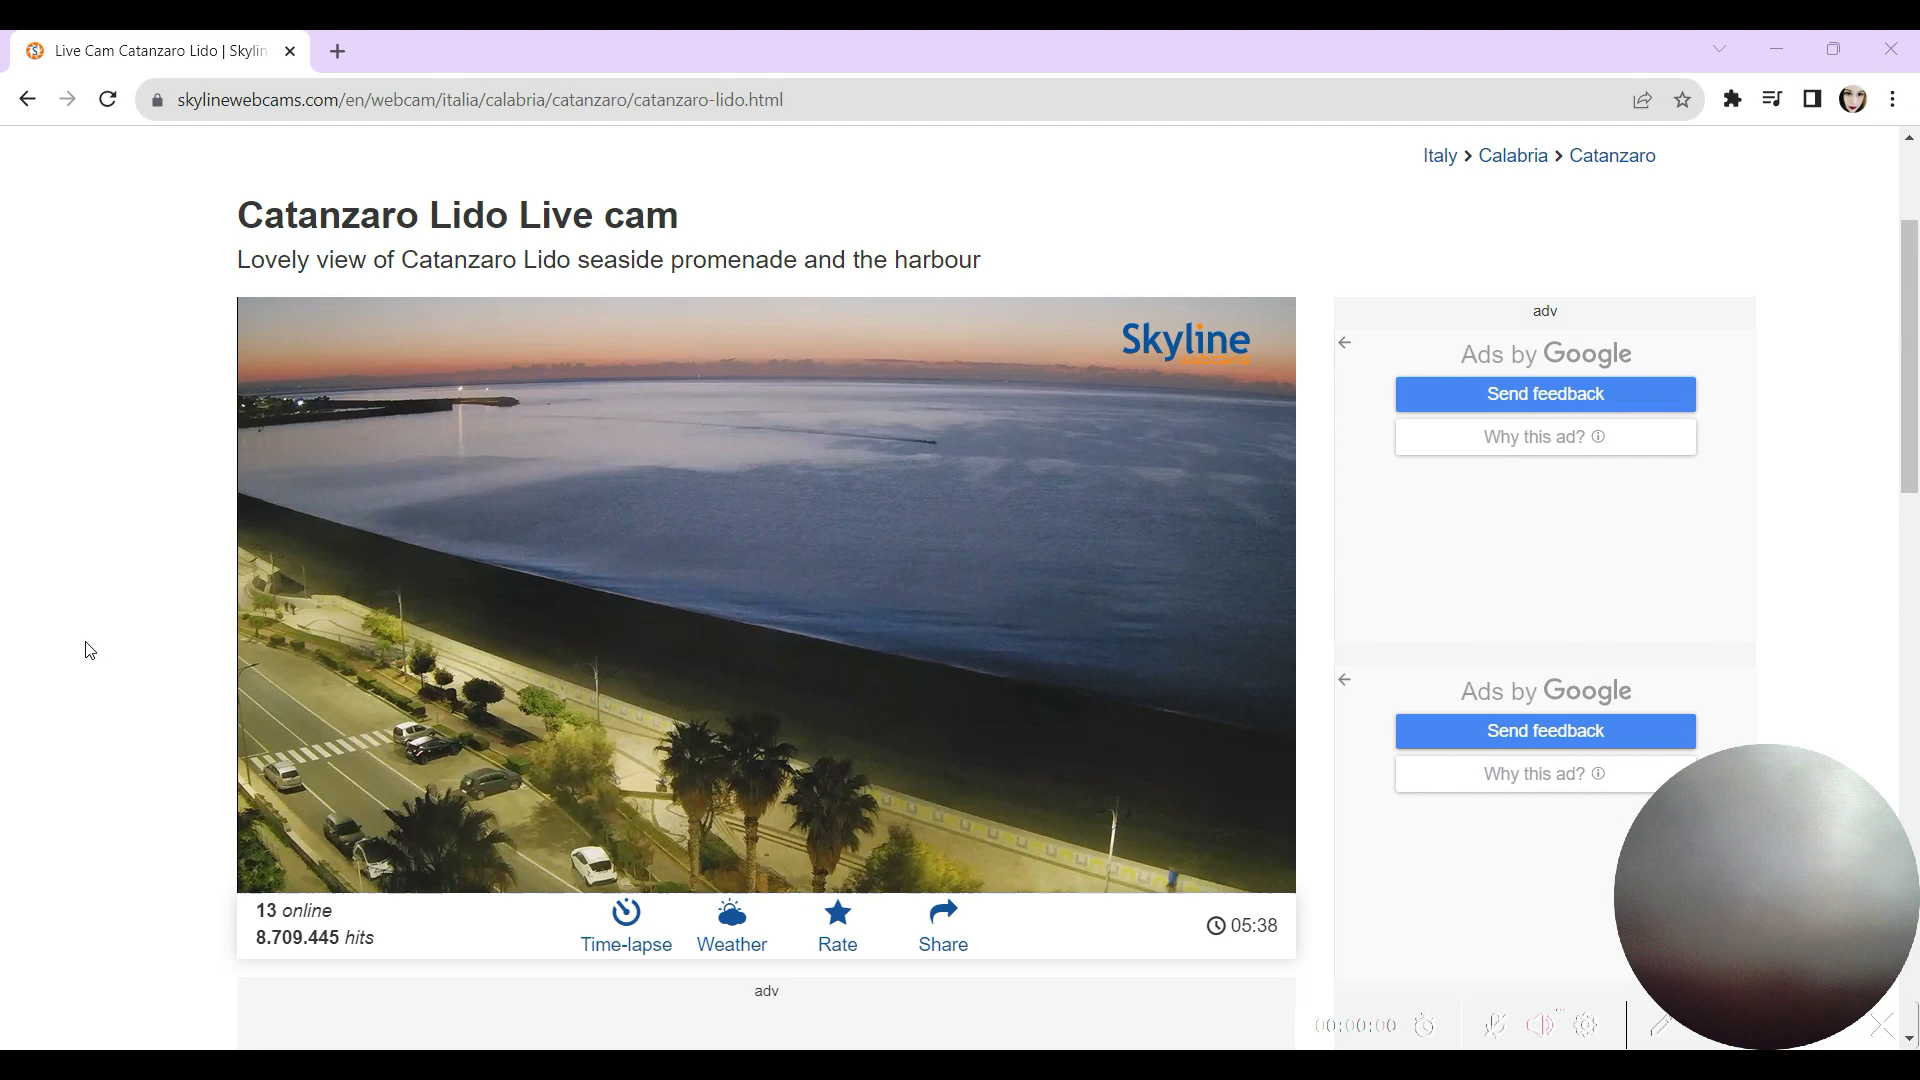 Live Cam Catanzaro Lido | Skylin
skylinewebcams.com/en/webcam/italia/calabria/catanzaro/catanzaro-lido.html
Italy > Calabria > Catanzaro
Catanzaro Lido Live cam
Lovely view of Catanzaro Lido seaside promenade and the harbour
Skyline
adv
Ads by Google
Send feedback
Why this ad?
Ads by Google
Send feedback
Why this ad?
13 online
8.709.445 hits
Time-lapse
Weather
Rate
Share
05:38
adv
00:00:00